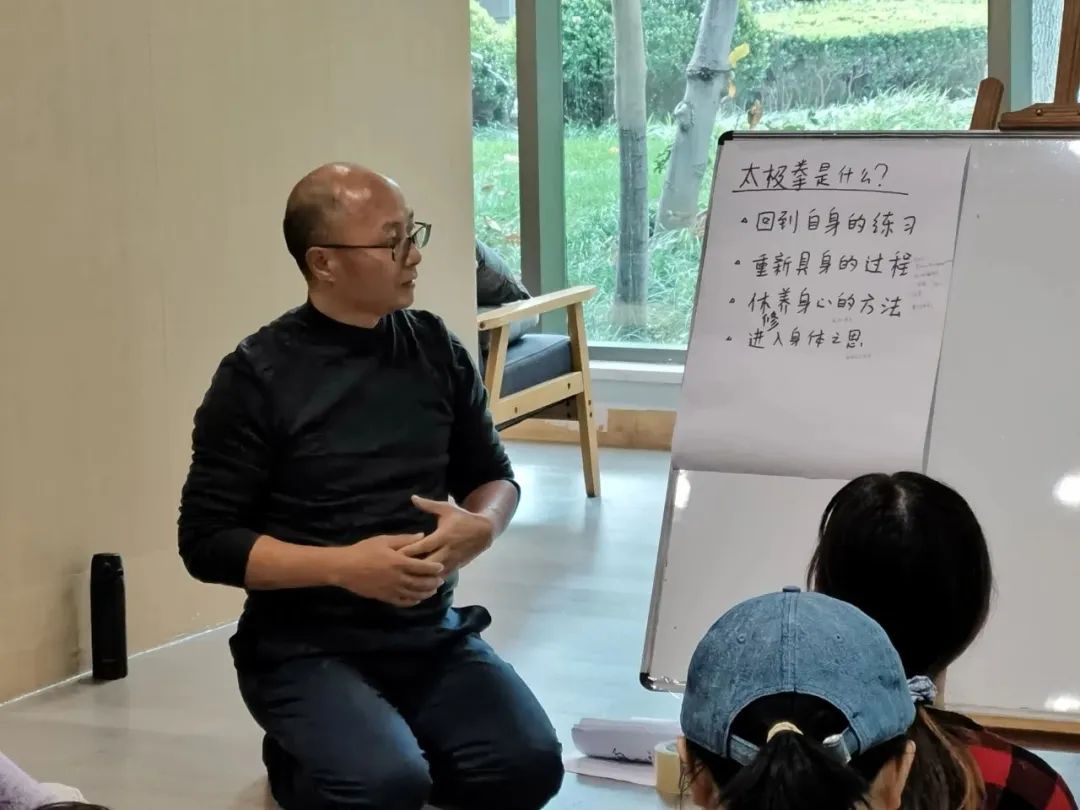 太极拳是什么?
回到自身的练习
重新具身的过程
休养身心的方法
修
进入身体之思